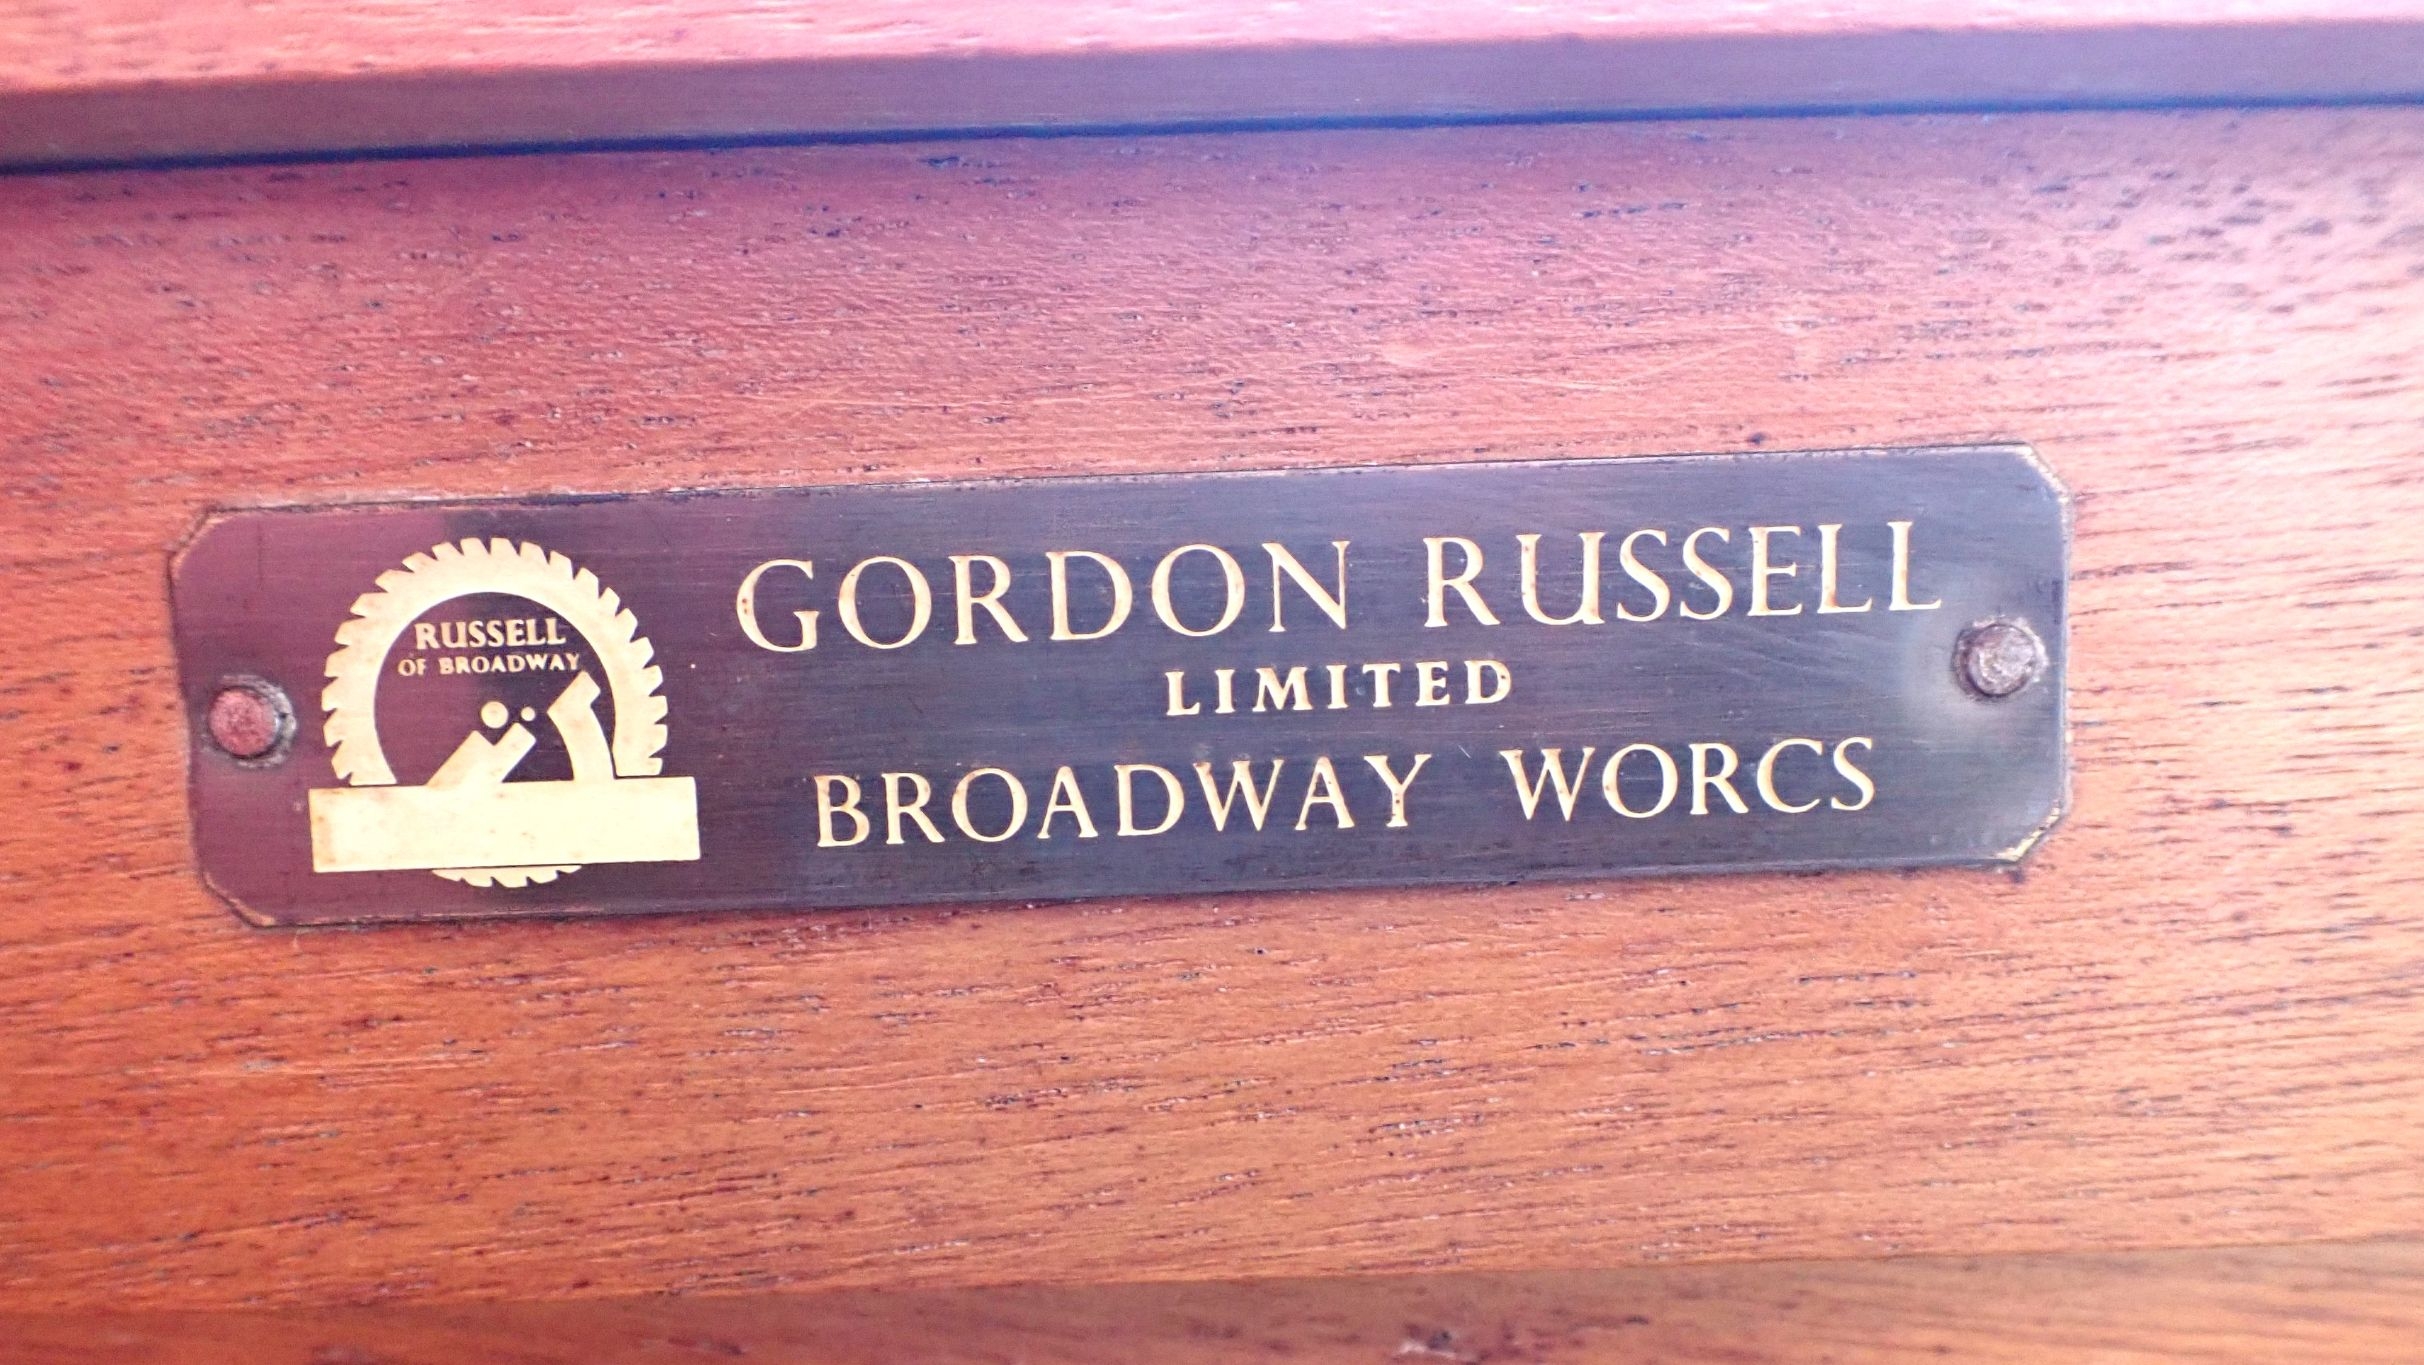 RUSSELL
OF BROADWAY
GORDON RUSSELL
LIMITED
BROADWAY WORCS